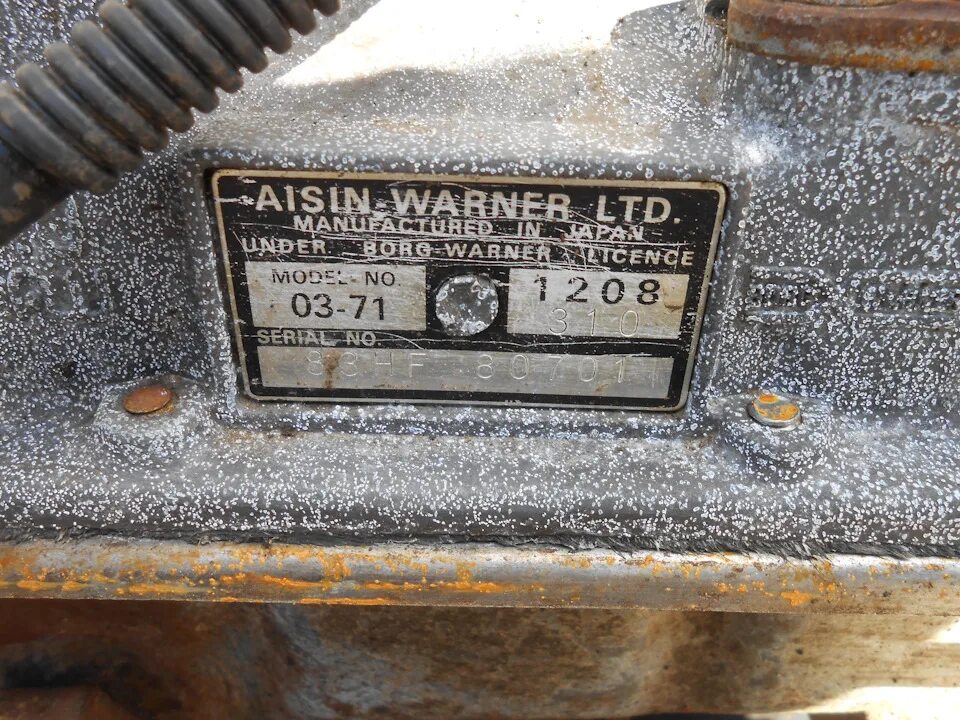 AISIN-WARNER LTD.
MANUFACTURED IN JAPAN
UNDER BORG-WARNER LICENCE
MODEL NO.
03-71
1208
310
SERIAL NO.
88HF 807011